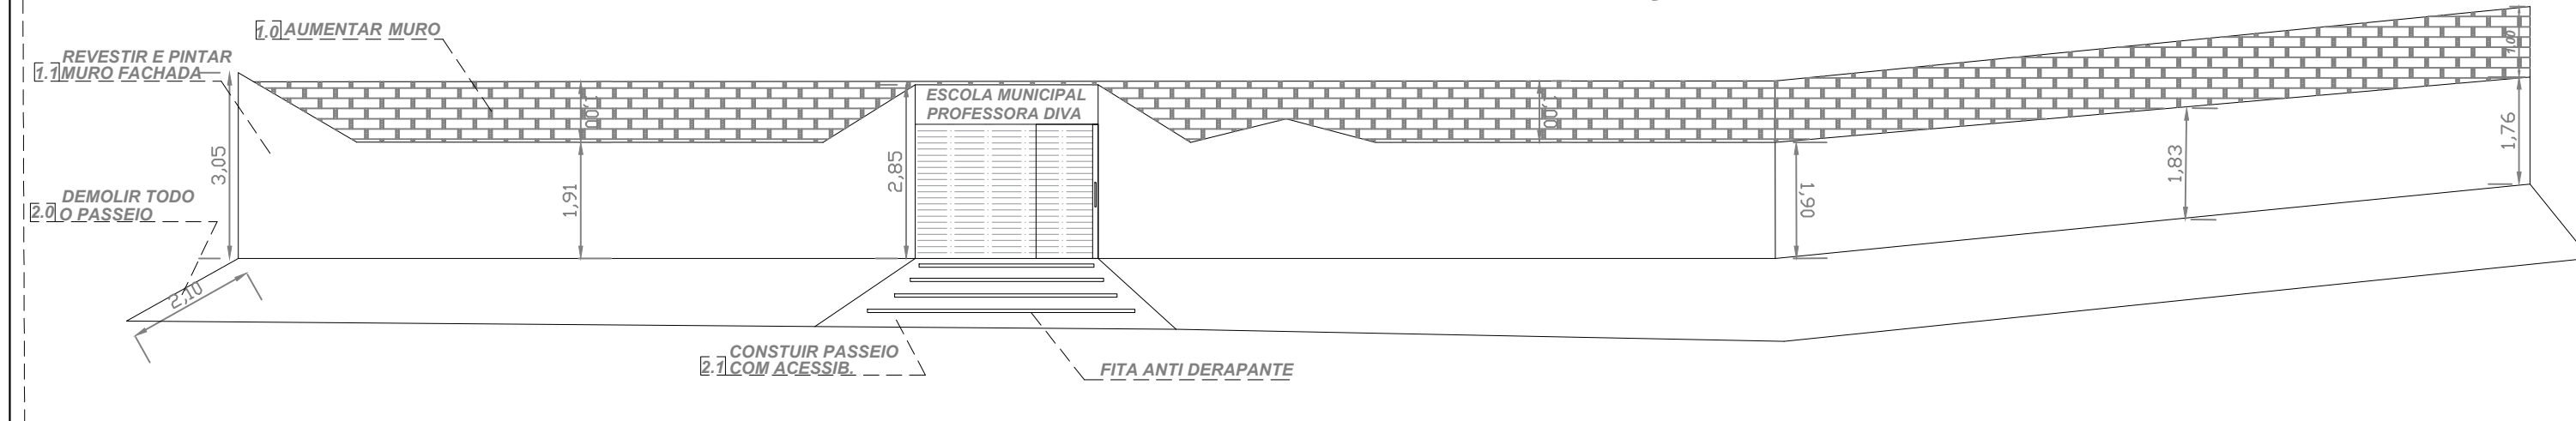 1.0 AUMENTAR MURO
REVESTIR E PINTAR
1.1 MURO FACHADA
3,05
DEMOLIR TODO
2.0 O PASSEIO
2,10
1,00
1,91
2,85
ESCOLA MUNICIPAL
PROFESSORA DIVA
1,00
1,90
1,83
1,00
1,76
CONSTUIR PASSEIO
2.1 COM ACESSIB.
FITA ANTI DERAPANTE